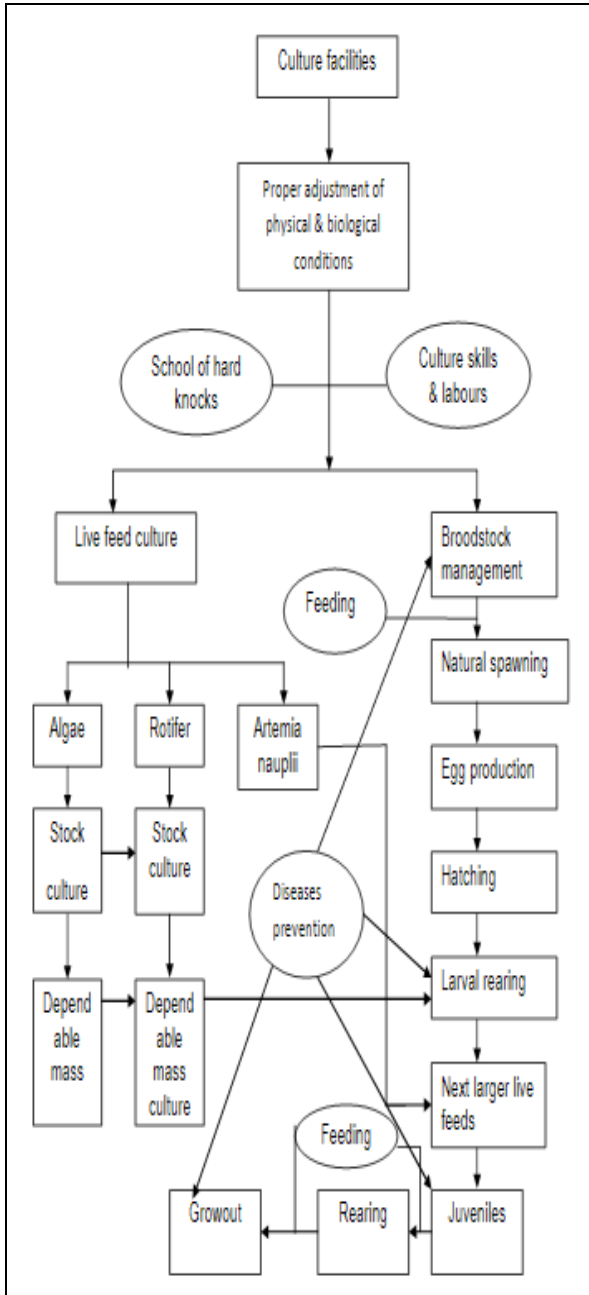 Culture facilities
Proper adjustment of
physical & biological
conditions
School of hard
knocks
Culture skills
& labours
Live feed culture
Broodstock
management
Feeding
Natural spawning
Algae
Rotifer
Artemia
nauplii
Egg production
Stock
culture
Stock
culture
Hatching
Diseases
prevention
Larval rearing
Depend
able
mass
Depend
able
mass
culture
Next larger live
feeds
Feeding
Growout
Rearing
Juveniles